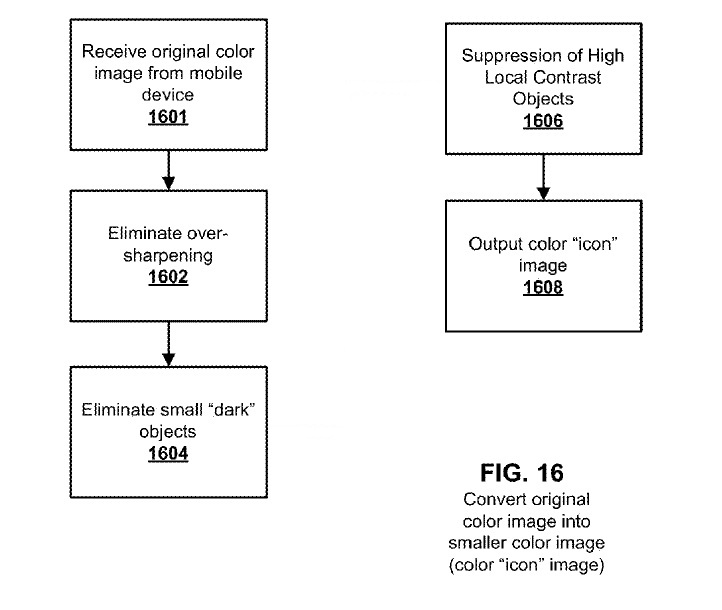 Receive original color
image from mobile
device
1601
Eliminate over-
sharpening
1602
Eliminate small “dark”
objects
1604
Suppression of High
Local Contrast
Objects
1606
Output color “icon”
image
1608
FIG. 16
Convert original
color image into
smaller color image
(color “icon” image)